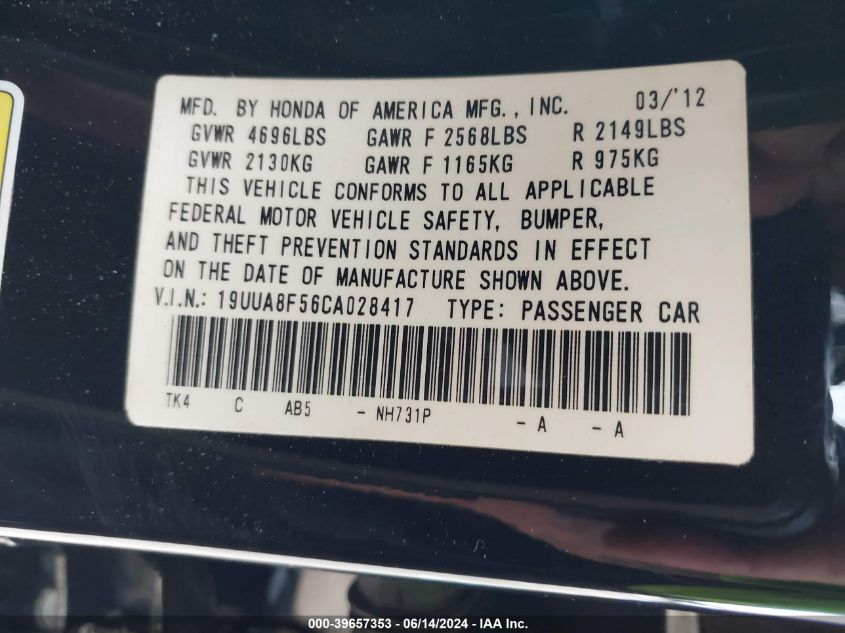 MFD. BY HONDA OF AMERICA MFG., INC. 03/'12
GVWR 4696LBS GAWR F 2568LBS R 2149LBS
GVWR 2130KG GAWR F 1165KG R 975KG
THIS VEHICLE CONFORMS TO ALL APPLICABLE
FEDERAL MOTOR VEHICLE SAFETY, BUMPER,
AND THEFT PREVENTION STANDARDS IN EFFECT
ON THE DATE OF MANUFACTURE SHOWN ABOVE.
V.I.N.: 19UUA8F56CA028417 TYPE: PASSENGER CAR
TK4 C AB5 - NH731P - A - A
000-39657353 - 06/14/2024 - IAA Inc.